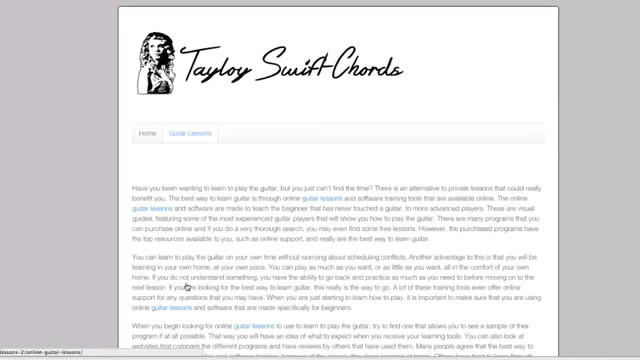 Tayloy Swift Chords
Home Guitar Lessons
Have you been wanting to learn to play the guitar, but you just can't find the time? There is an alternative to private lessons that could really
benefit you. The best way to learn guitar is through online guitar lessons and software training tools that are available online. The online
guitar lessons and software are made to teach the beginner that has never touched a guitar, to more advanced players. These are visual
guides, featuring some of the most experienced guitar players that will show you how to play the guitar. There are many programs that you
can purchase online and if you do a very thorough search, you may even find some free lessons. However, the purchased programs have
the top resources available to you, such as online support, and really are the best way to learn guitar.
You can learn to play the guitar on your own time without worrying about scheduling conflicts. Another advantage to this is that you will be
learning in your own home, at your own pace. You can play as much as you want, or as little as you want, all in the comfort of your own
home. If you do not understand something, you have the ability to go back and practice as much as you need to before moving on to the
next lesson. If you're looking for the best way to learn guitar, this really is the way to go. A lot of these training tools even offer online
support for any questions that you may have. When you are just starting to learn how to play, it is important to make sure that you are using
online guitar lessons and software that are made specifically for beginners.
When you begin looking for online guitar lessons to use to learn to play the guitar, try to find one that allows you to see a sample of their
program if at all possible. That way you will have an idea of what to expect when you receive your learning tools. You can also look at
websites that compare the different programs and have reviews by others that have used them. Many people agree that the best way to
lessons-2/online-guitar-lessons/